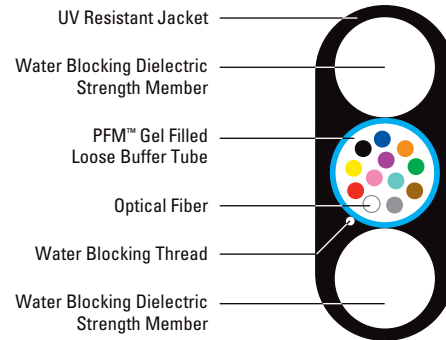 UV Resistant Jacket
Water Blocking Dielectric
Strength Member
PFM™ Gel Filled
Loose Buffer Tube
Optical Fiber
Water Blocking Thread
Water Blocking Dielectric
Strength Member